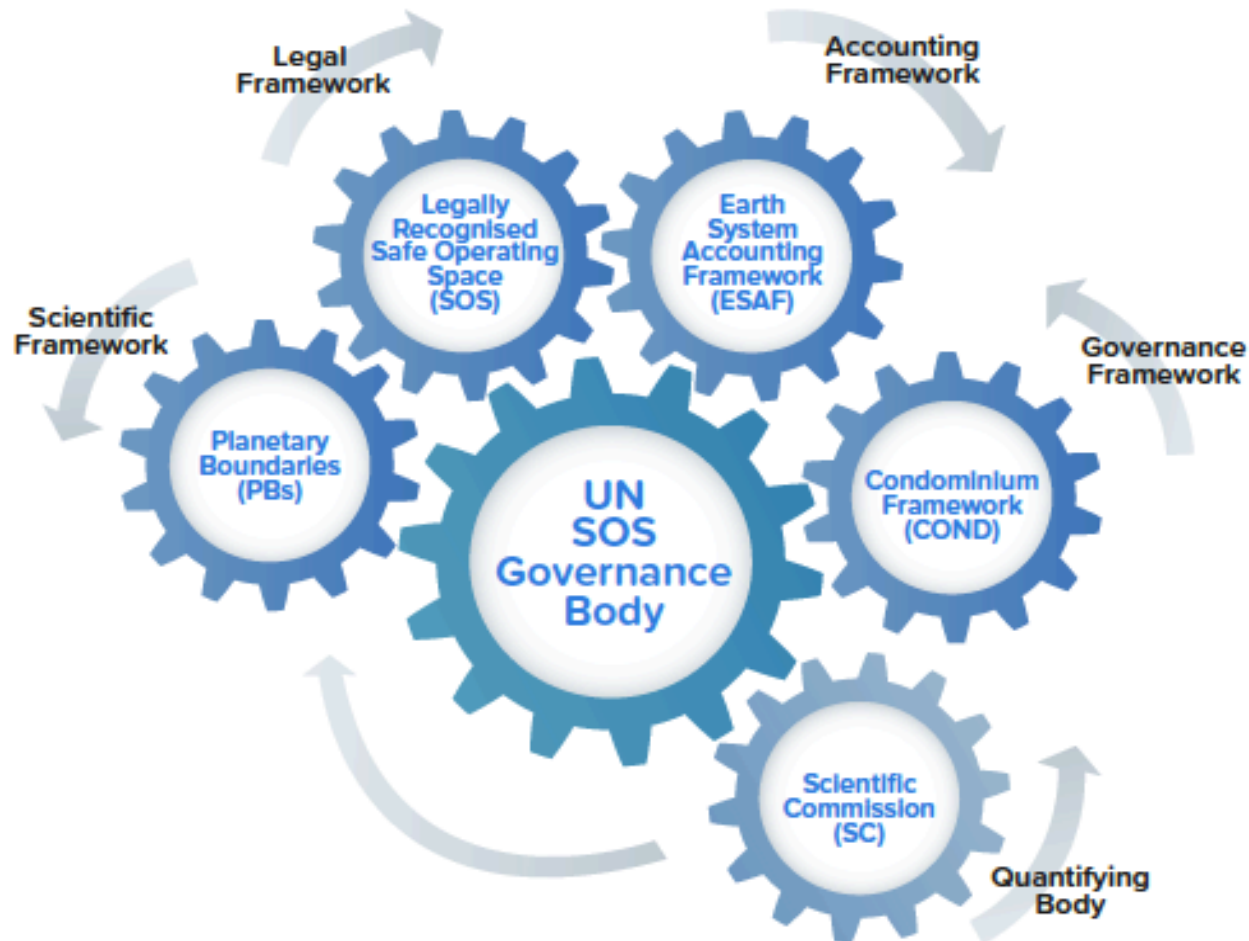 Legal
Framework
Accounting
Framework
Legally
Recognised
Safe Operating
Space
(SOS)
Earth
System
Accounting
Framework
(ESAF)
Scientific
Framework
Governance
Framework
Planetary
Boundaries
(PBs)
UN
SOS
Governance
Body
Condominium
Framework
(COND)
Scientific
Commission
(SC)
Quantifying
Body